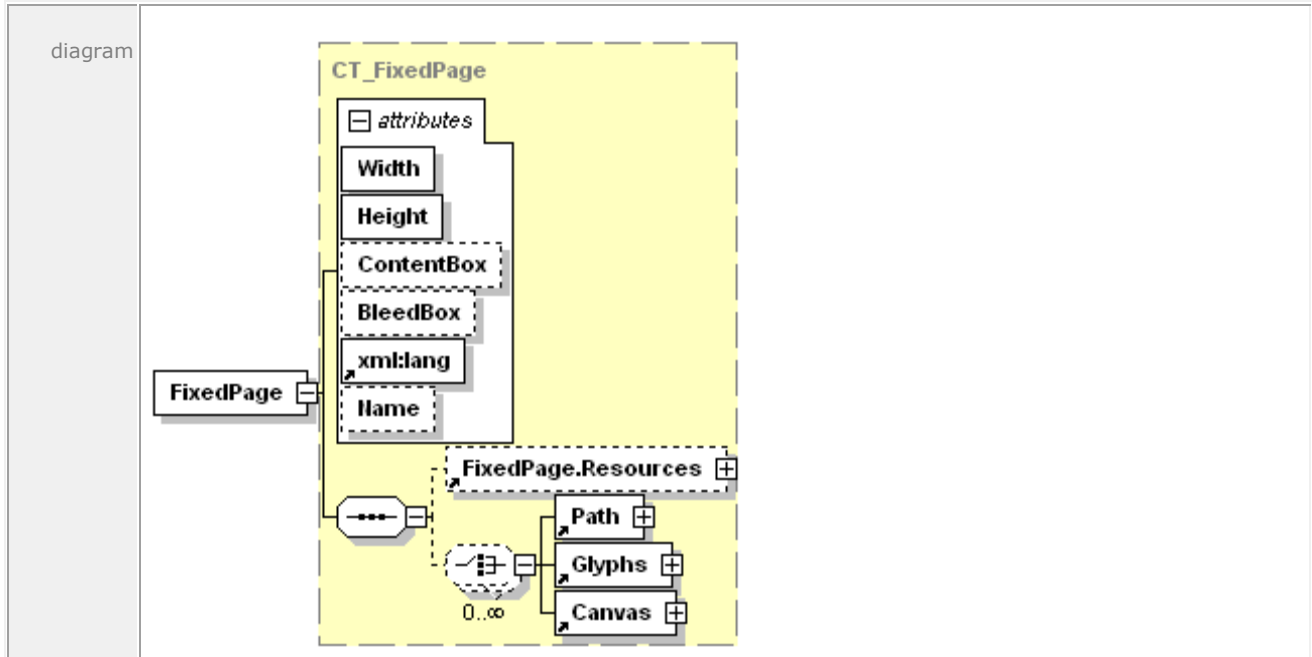 diagram
CT_FixedPage
attributes
Width
Height
ContentBox
BleedBox
xml:lang
FixedPage
Name
FixedPage.Resources
Path
Glyphs
0..∞
Canvas